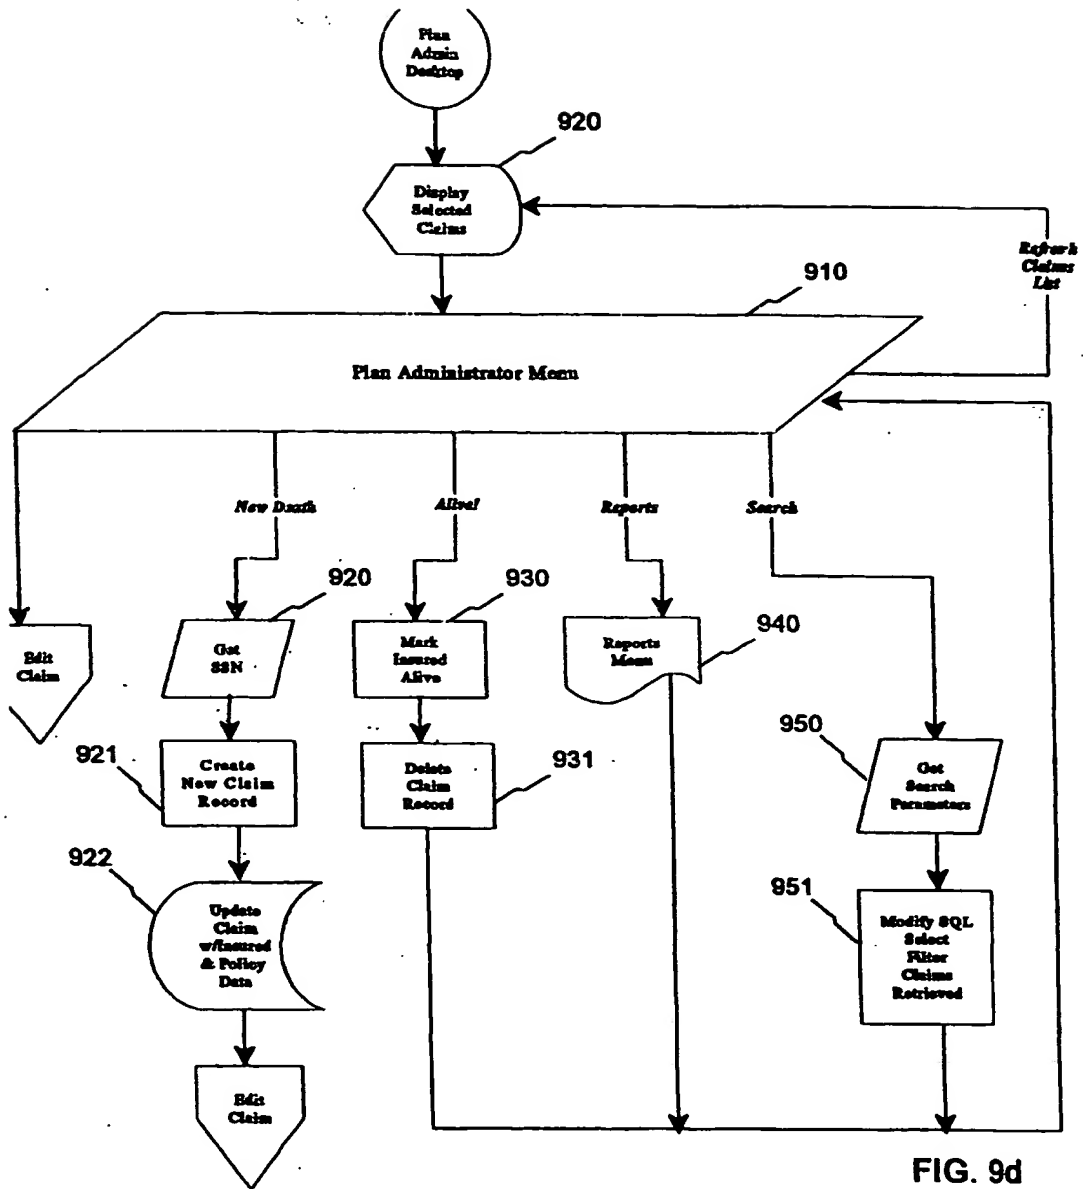 Plan
Admin
Desktop
920
Display
Selected
Claims
Refresh
Claims
List
910
Plan Administrator Menu
New Death
Alive!
Reports
Search
920
930
940
Edit
Claim
Get
SSN
Mark
Insured
Alive
Reports
Menu
921
931
950
Create
New Claim
Record
Delete
Claim
Record
Get
Search
Parameters
922
951
Update
Claim
w/Insured
& Policy
Data
Modify SQL
Select
Filter
Claims
Retrieved
Edit
Claim
FIG. 9d